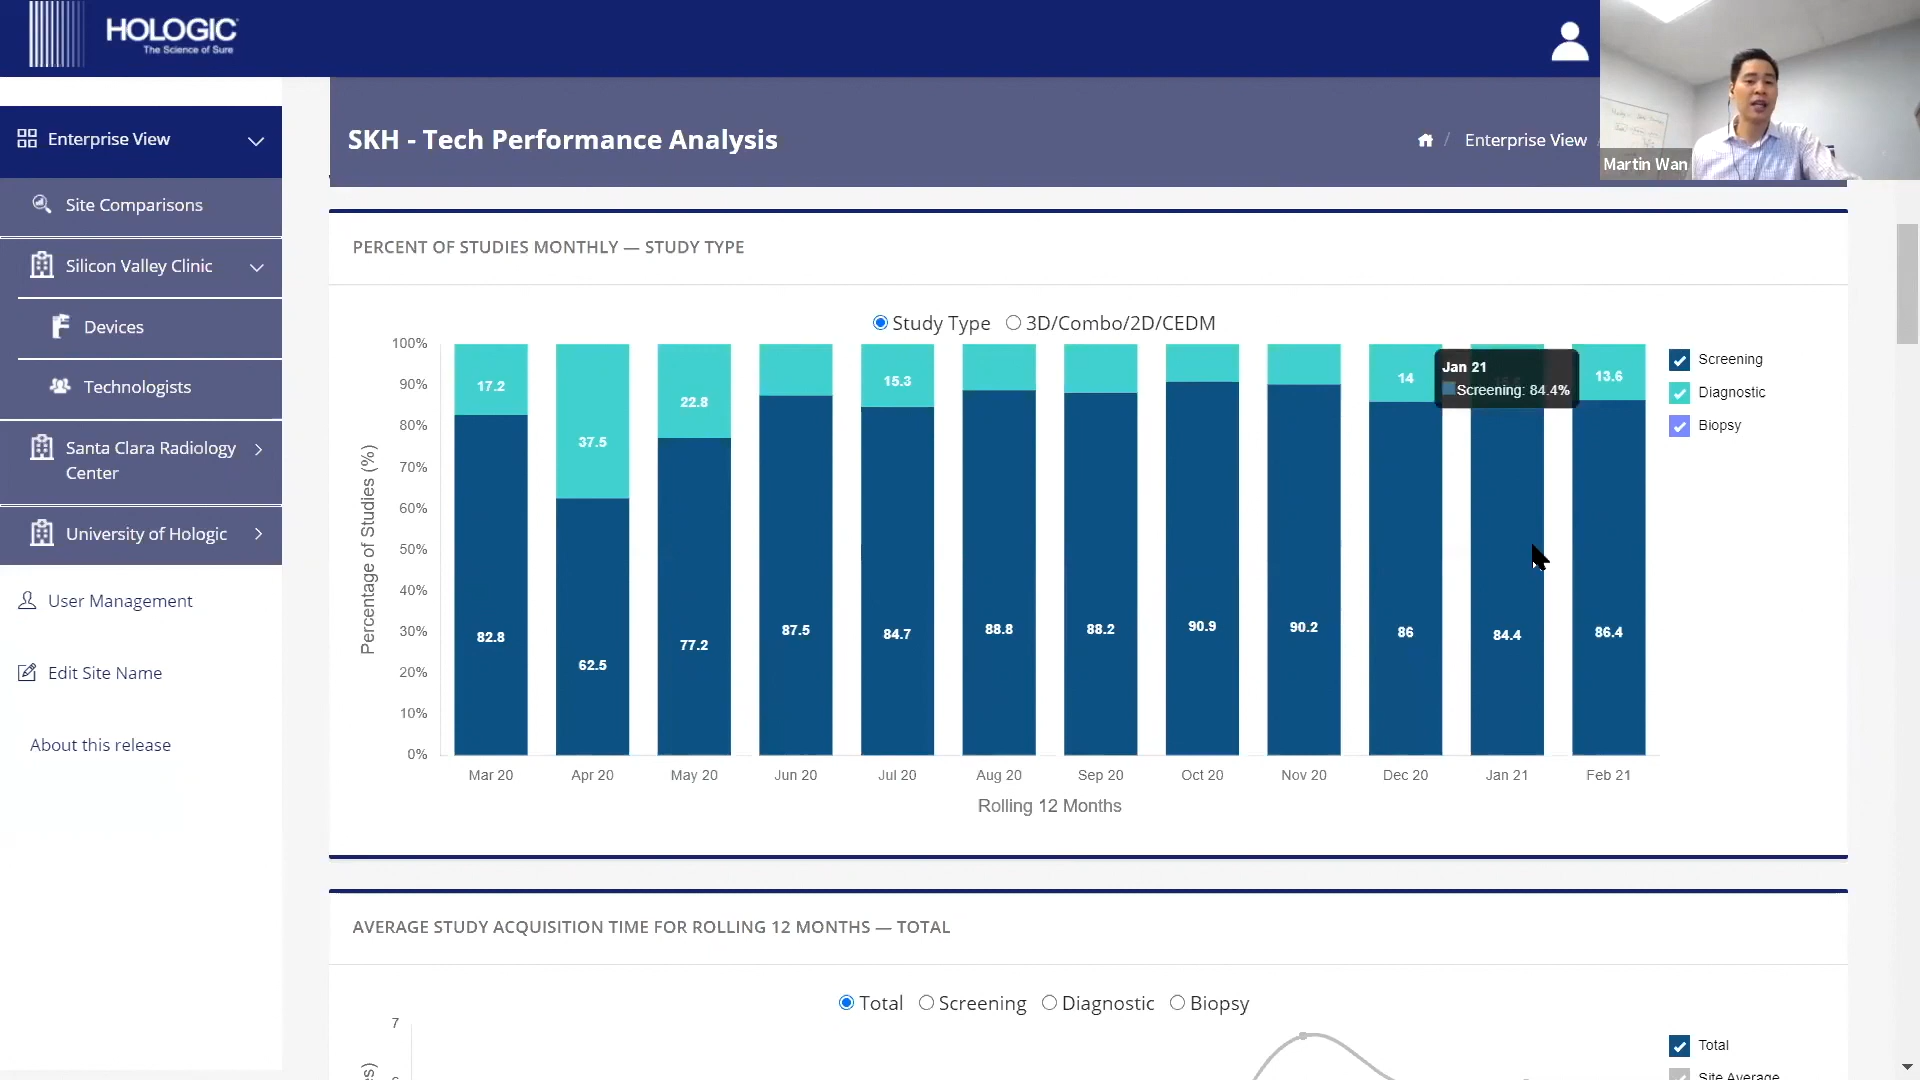 HOLOGIC
The Science of Sure
Martin Wan
Enterprise View
Site Comparisons
Silicon Valley Clinic
Devices
Technologists
Santa Clara Radiology
Center
University of Hologic
User Management
Edit Site Name
About this release
SKH - Tech Performance Analysis
/ Enterprise View
PERCENT OF STUDIES MONTHLY — STUDY TYPE
Study Type 3D/Combo/2D/CEDM
Percentage of Studies (%)
100%
90%
80%
70%
60%
50%
40%
30%
20%
10%
0%
17.2
37.5
22.8
15.3
14
13.6
Jan 21
Screening: 84.4%
82.8
62.5
77.2
87.5
84.7
88.8
88.2
90.9
90.2
86
84.4
86.4
Mar 20
Apr 20
May 20
Jun 20
Jul 20
Aug 20
Sep 20
Oct 20
Nov 20
Dec 20
Jan 21
Feb 21
Rolling 12 Months
Screening
Diagnostic
Biopsy
AVERAGE STUDY ACQUISITION TIME FOR ROLLING 12 MONTHS — TOTAL
Total Screening Diagnostic Biopsy
7
Total
Site Average